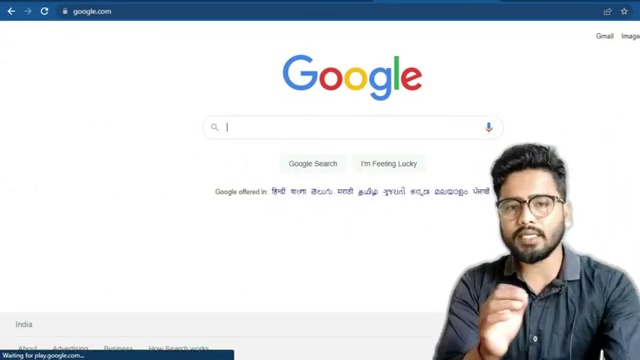 google.com
Gmail Image
Google
Google Search I'm Feeling Lucky
Google offered in: हिन्दी বাংলা తెలుగు मराठी தமிழ் ગુજરાતી ಕನ್ನಡ മലയാളം ਪੰਜਾਬੀ
India
About Advertising Business How Search works
Waiting for play.google.com...